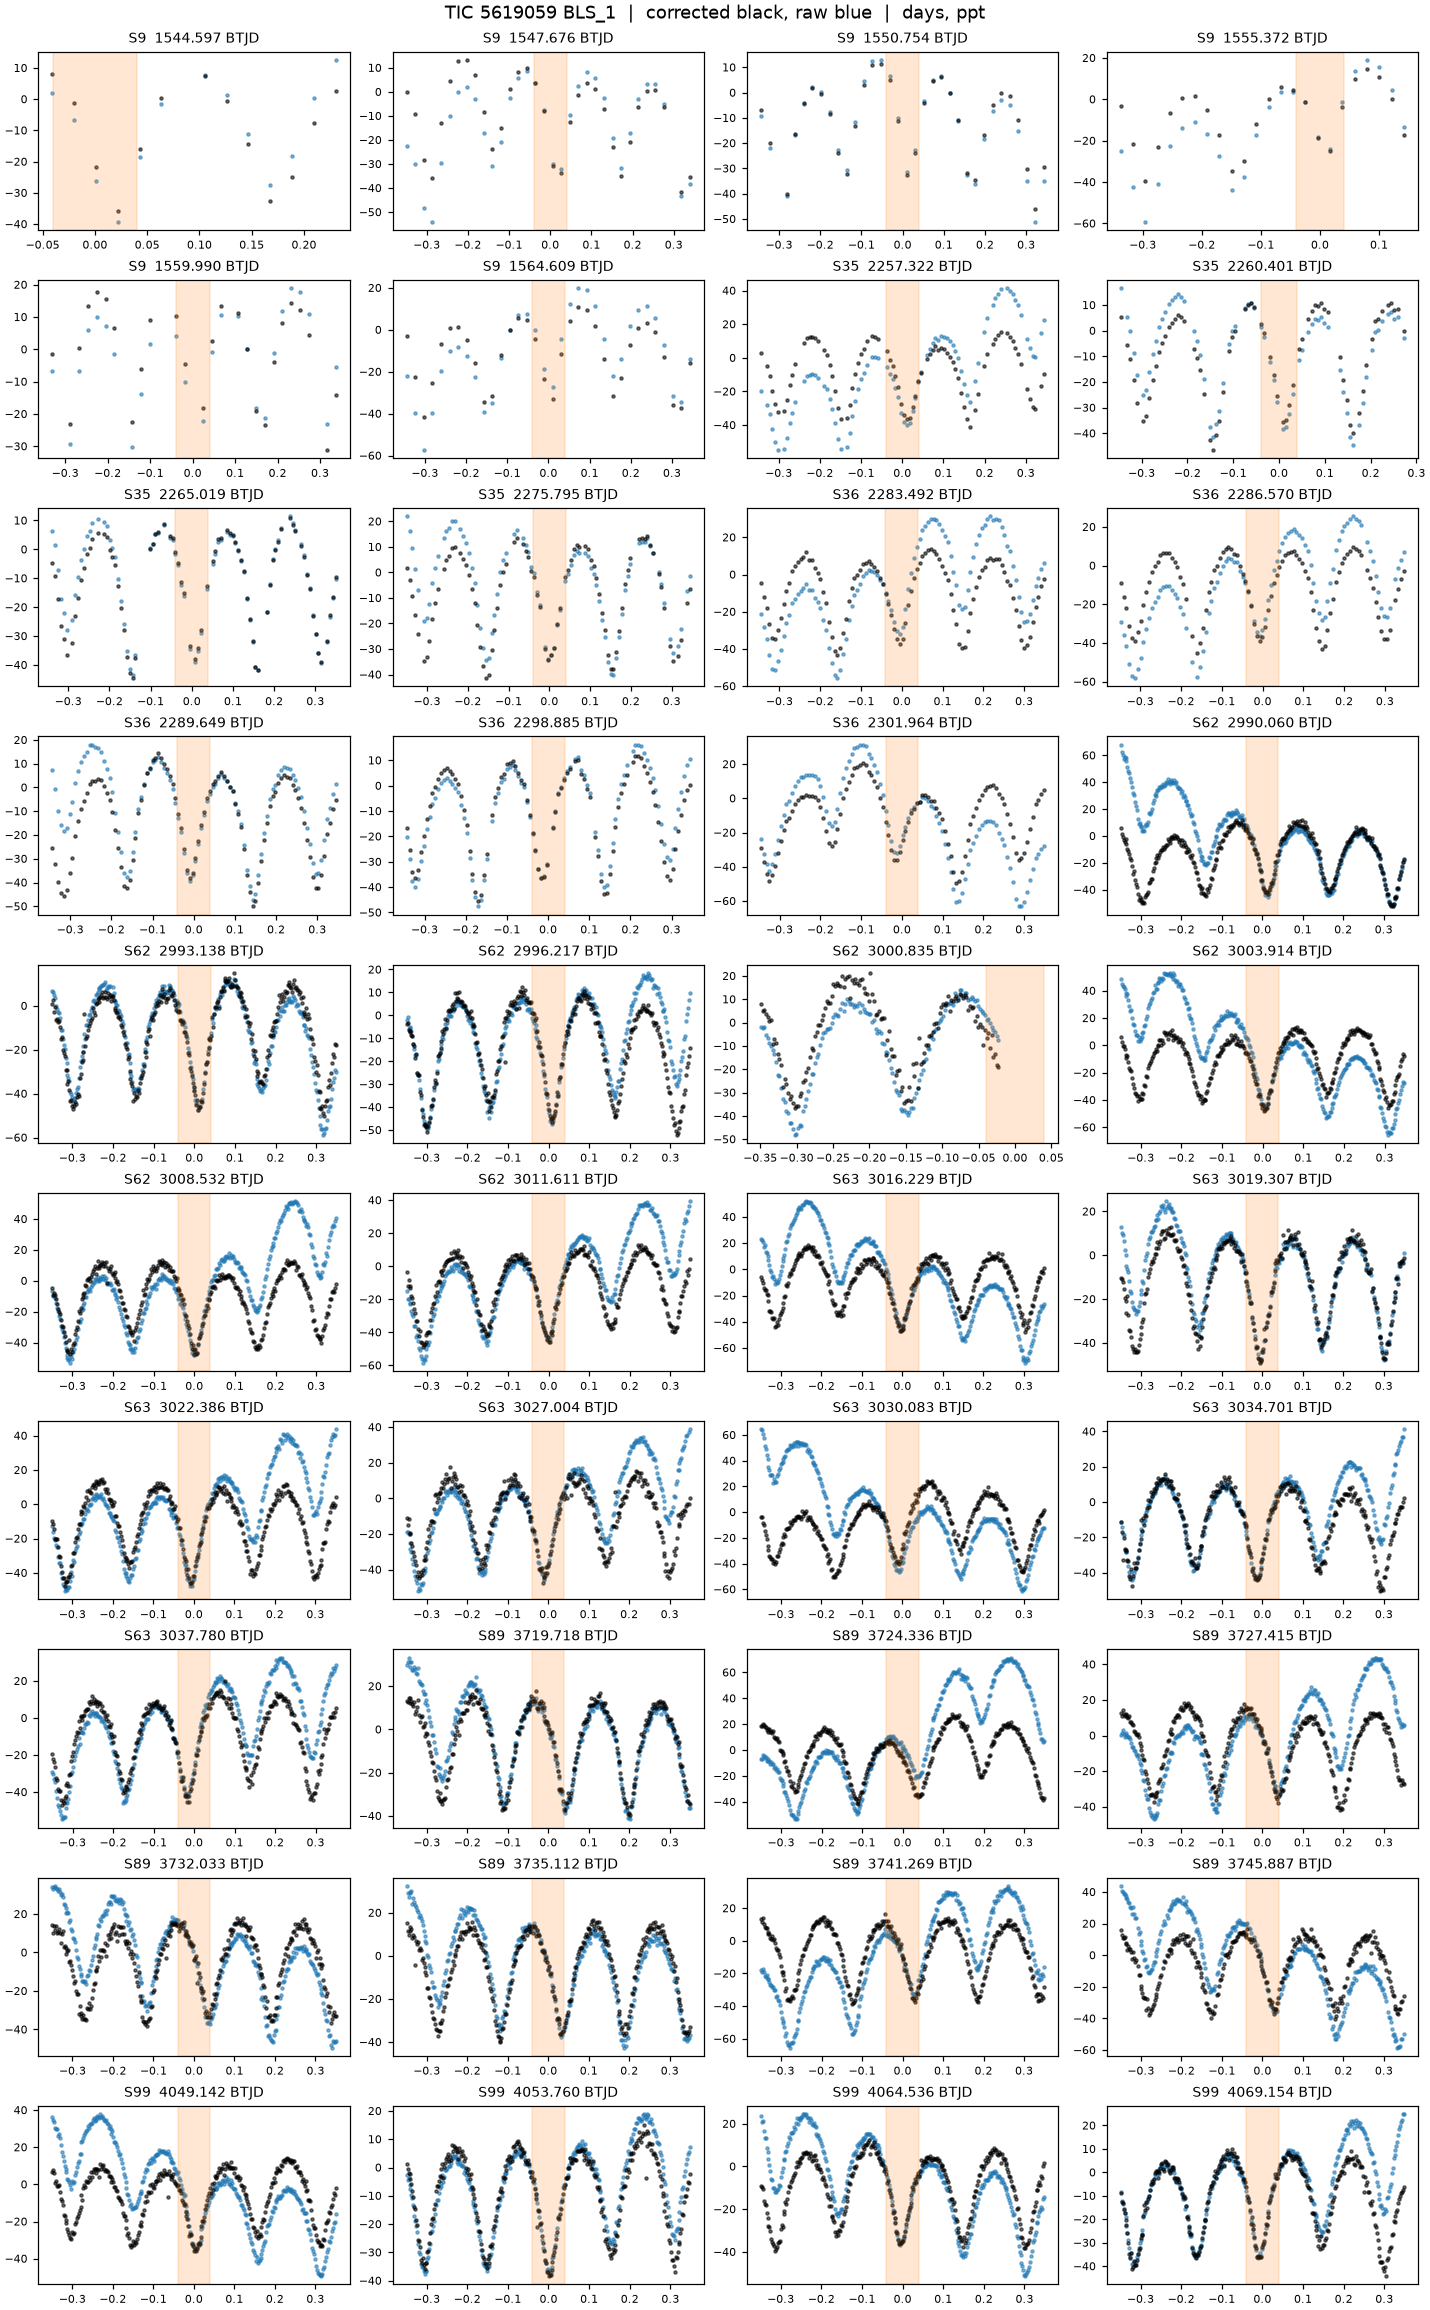 TIC 5619059 BLS_1 | corrected black, raw blue | days, ppt
S9 1544.597 BTJD
S9 1547.676 BTJD
S9 1550.754 BTJD
S9 1555.372 BTJD
S9 1559.990 BTJD
S9 1564.609 BTJD
S35 2257.322 BTJD
S35 2260.401 BTJD
S35 2265.019 BTJD
S35 2275.795 BTJD
S36 2283.492 BTJD
S36 2286.570 BTJD
S36 2289.649 BTJD
S36 2298.885 BTJD
S36 2301.964 BTJD
S62 2990.060 BTJD
S62 2993.138 BTJD
S62 2996.217 BTJD
S62 3000.835 BTJD
S62 3003.914 BTJD
S62 3008.532 BTJD
S62 3011.611 BTJD
S63 3016.229 BTJD
S63 3019.307 BTJD
S63 3022.386 BTJD
S63 3027.004 BTJD
S63 3030.083 BTJD
S63 3034.701 BTJD
S63 3037.780 BTJD
S89 3719.718 BTJD
S89 3724.336 BTJD
S89 3727.415 BTJD
S89 3732.033 BTJD
S89 3735.112 BTJD
S89 3741.269 BTJD
S89 3745.887 BTJD
S99 4049.142 BTJD
S99 4053.760 BTJD
S99 4064.536 BTJD
S99 4069.154 BTJD